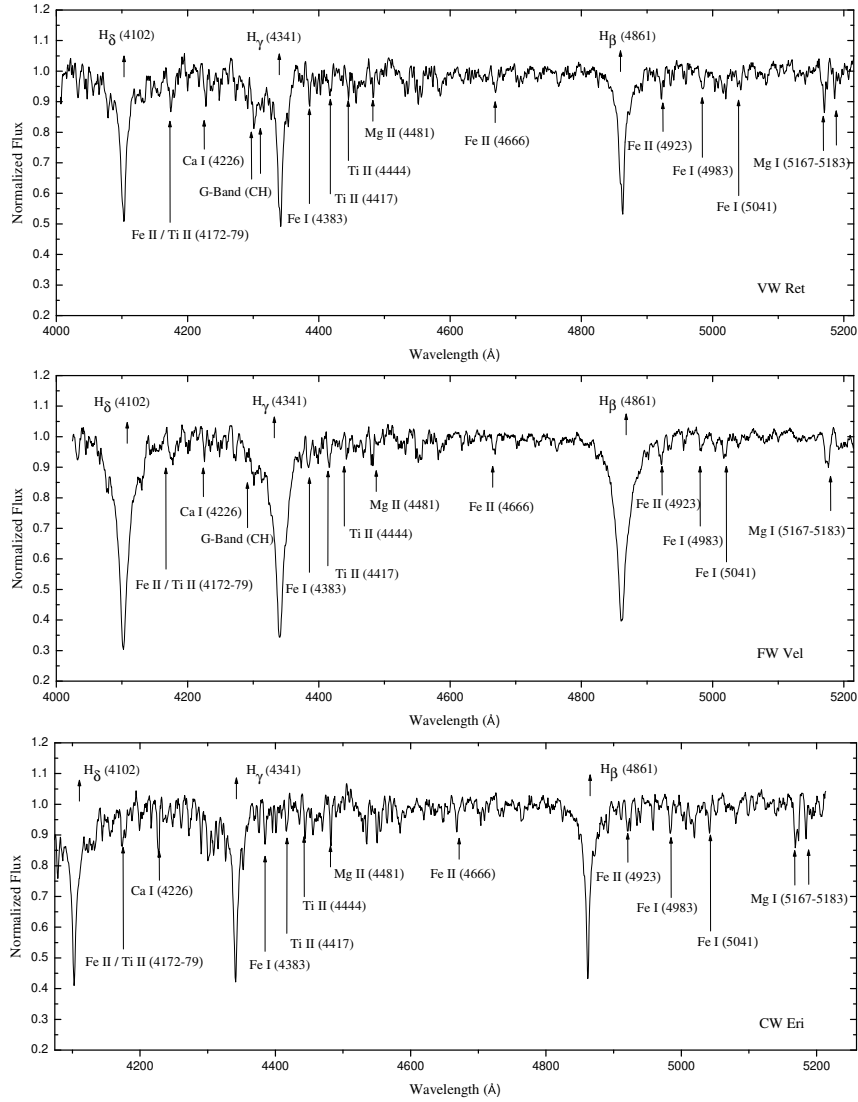 Hδ (4102)
Hγ (4341)
Hβ (4861)
Normalized Flux
1.2
1.1
1.0
0.9
0.8
0.7
0.6
0.5
0.4
0.3
0.2
Mg II (4481)
Fe II (4666)
Fe II (4923)
Ca I (4226)
Ti II (4444)
Fe I (4983)
Mg I (5167-5183)
G-Band (CH)
Ti II (4417)
Fe I (4383)
Fe I (5041)
Fe II / Ti II (4172-79)
VW Ret
4000 4200 4400 4600 4800 5000 5200
Wavelength (Å)
Hδ (4102)
Hγ (4341)
Hβ (4861)
Normalized Flux
1.2
1.1
1.0
0.9
0.8
0.7
0.6
0.5
0.4
0.3
0.2
Mg II (4481)
Fe II (4666)
Fe II (4923)
Ca I (4226)
G-Band (CH)
Ti II (4444)
Fe I (4983)
Mg I (5167-5183)
Fe II / Ti II (4172-79)
Fe I (4383)
Ti II (4417)
Fe I (5041)
FW Vel
4000 4200 4400 4600 4800 5000 5200
Wavelength (Å)
Hδ (4102)
Hγ (4341)
Hβ (4861)
Normalized Flux
1.2
1.1
1.0
0.9
0.8
0.7
0.6
0.5
0.4
0.3
0.2
Mg II (4481)
Fe II (4666)
Fe II (4923)
Ca I (4226)
Ti II (4444)
Fe I (4983)
Mg I (5167-5183)
Ti II (4417)
Fe I (5041)
Fe II / Ti II (4172-79)
Fe I (4383)
CW Eri
4200 4400 4600 4800 5000 5200
Wavelength (Å)